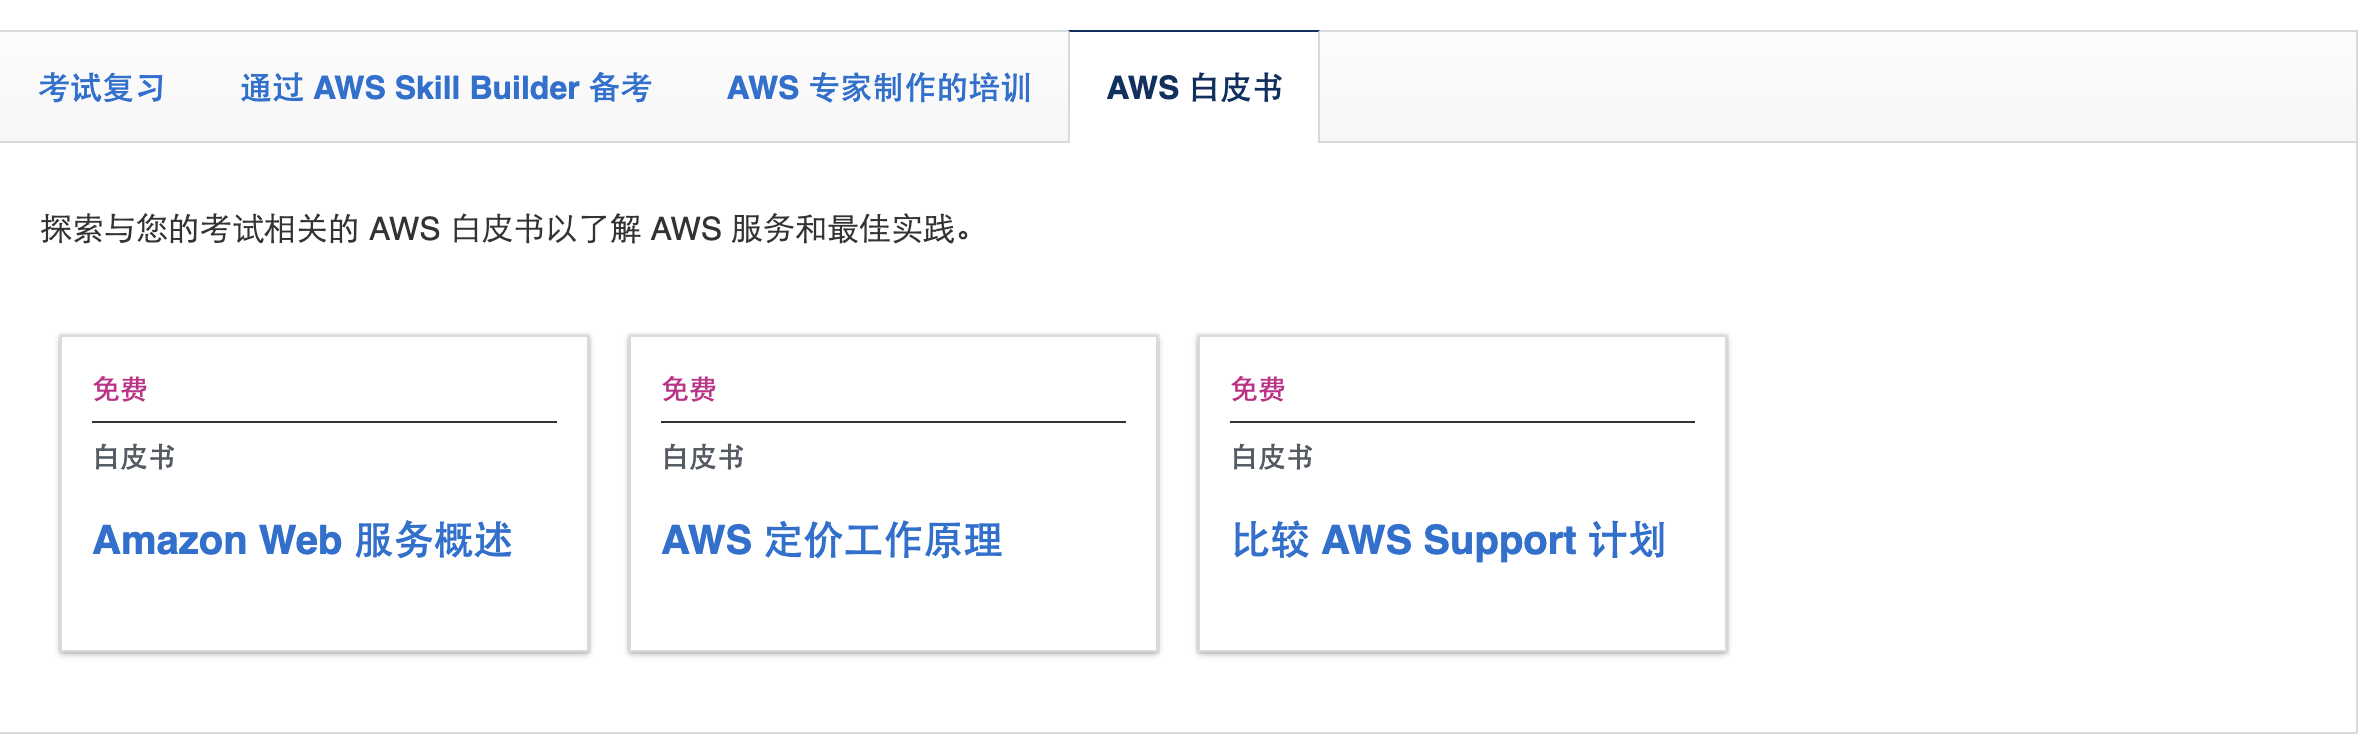 考试复习 通过 AWS Skill Builder 备考 AWS 专家制作的培训 AWS 白皮书
探索与您的考试相关的 AWS 白皮书以了解 AWS 服务和最佳实践。
免费
白皮书
Amazon Web 服务概述
免费
白皮书
AWS 定价工作原理
免费
白皮书
比较 AWS Support 计划